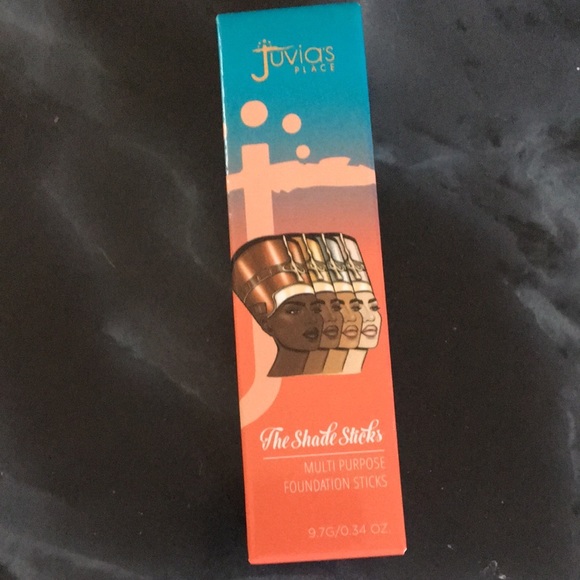 Juvia's
PLACE
The Shade Sticks
MULTI PURPOSE
FOUNDATION STICKS
9.7G/0.34 OZ.